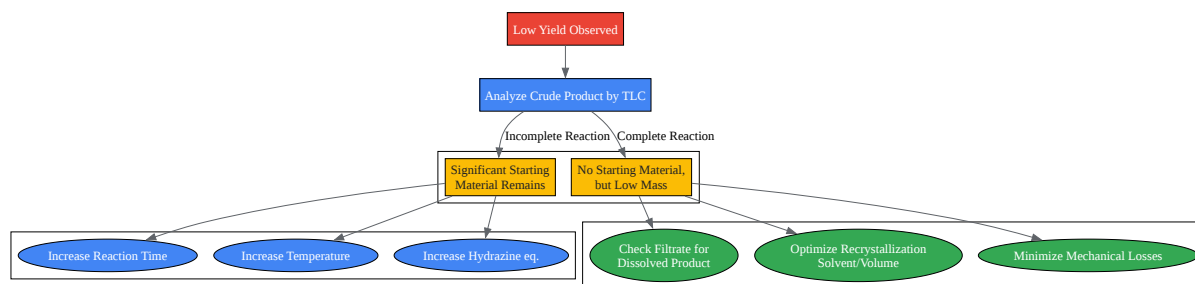 Low Yield Observed
Analyze Crude Product by TLC
Incomplete Reaction
Complete Reaction
Significant Starting
Material Remains
No Starting Material,
but Low Mass
Increase Reaction Time
Increase Temperature
Increase Hydrazine eq.
Check Filtrate for
Dissolved Product
Optimize Recrystallization
Solvent/Volume
Minimize Mechanical Losses